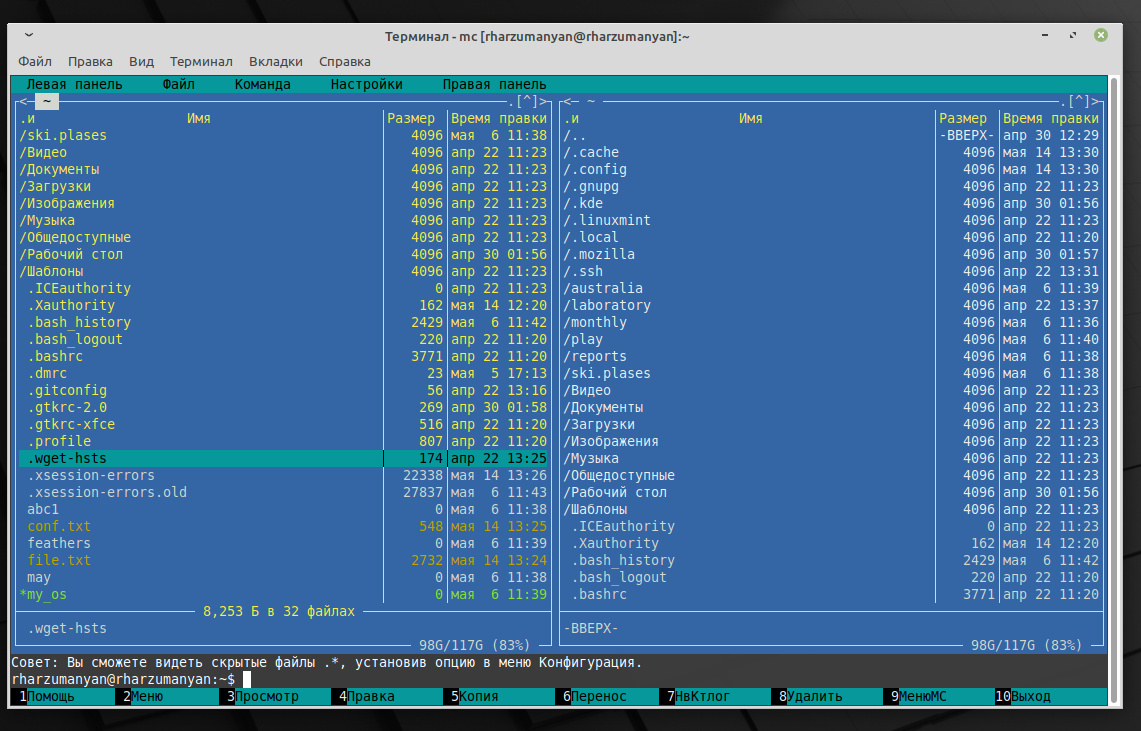 Терминал - mc [rharzumanyan@rharzumanyan]:~
Файл Правка Вид Терминал Вкладки Справка
Левая панель Файл Команда Настройки Правая панель
<─ ~ .[^]> <─ ~ .[^]>
.и Имя Размер Время правки .и Имя Размер Время правки
/ski.plases 4096 мая 6 11:38 /.. -ВВЕРХ- апр 30 12:29
/Видео 4096 апр 22 11:23 /.cache 4096 мая 14 13:30
/Документы 4096 апр 22 11:23 /.config 4096 мая 14 13:30
/Загрузки 4096 апр 22 11:23 /.gnupg 4096 апр 22 11:23
/Изображения 4096 апр 22 11:23 /.kde 4096 апр 30 01:56
/Музыка 4096 апр 22 11:23 /.linuxmint 4096 апр 22 11:23
/Общедоступные 4096 апр 22 11:23 /.local 4096 апр 22 11:20
/Рабочий стол 4096 апр 30 01:56 /.mozilla 4096 апр 30 01:57
/Шаблоны 4096 апр 22 11:23 /.ssh 4096 апр 22 13:31
.ICEauthority 0 апр 22 11:23 /australia 4096 мая 6 11:39
.Xauthority 162 мая 14 12:20 /laboratory 4096 апр 22 13:37
.bash_history 2429 мая 6 11:42 /monthly 4096 мая 6 11:36
.bash_logout 220 апр 22 11:20 /play 4096 мая 6 11:40
.bashrc 3771 апр 22 11:20 /reports 4096 мая 6 11:38
.dmrc 23 мая 5 17:13 /ski.plases 4096 мая 6 11:38
.gitconfig 56 апр 22 13:16 /Видео 4096 апр 22 11:23
.gtkrc-2.0 269 апр 30 01:58 /Документы 4096 апр 22 11:23
.gtkrc-xfce 516 апр 22 11:20 /Загрузки 4096 апр 22 11:23
.profile 807 апр 22 11:20 /Изображения 4096 апр 22 11:23
.wget-hsts 174 апр 22 13:25 /Музыка 4096 апр 22 11:23
.xsession-errors 22338 мая 14 13:26 /Общедоступные 4096 апр 22 11:23
.xsession-errors.old 27837 мая 6 11:43 /Рабочий стол 4096 апр 30 01:56
abc1 0 мая 6 11:38 /Шаблоны 4096 апр 22 11:23
conf.txt 548 мая 14 13:25 .ICEauthority 0 апр 22 11:23
feathers 0 мая 6 11:39 .Xauthority 162 мая 14 12:20
file.txt 2732 мая 14 13:24 .bash_history 2429 мая 6 11:42
may 0 мая 6 11:38 .bash_logout 220 апр 22 11:20
*my_os 0 мая 6 11:39 .bashrc 3771 апр 22 11:20
8,253 Б в 32 файлах
.wget-hsts -ВВЕРХ-
98G/117G (83%) 98G/117G (83%)
Совет: Вы сможете видеть скрытые файлы .*, установив опцию в меню Конфигурация.
rharzumanyan@rharzumanyan:~$
1Помощь 2Меню 3Просмотр 4Правка 5Копия 6Перенос 7НвКтлог 8Удалить 9МенюМС 10Выход